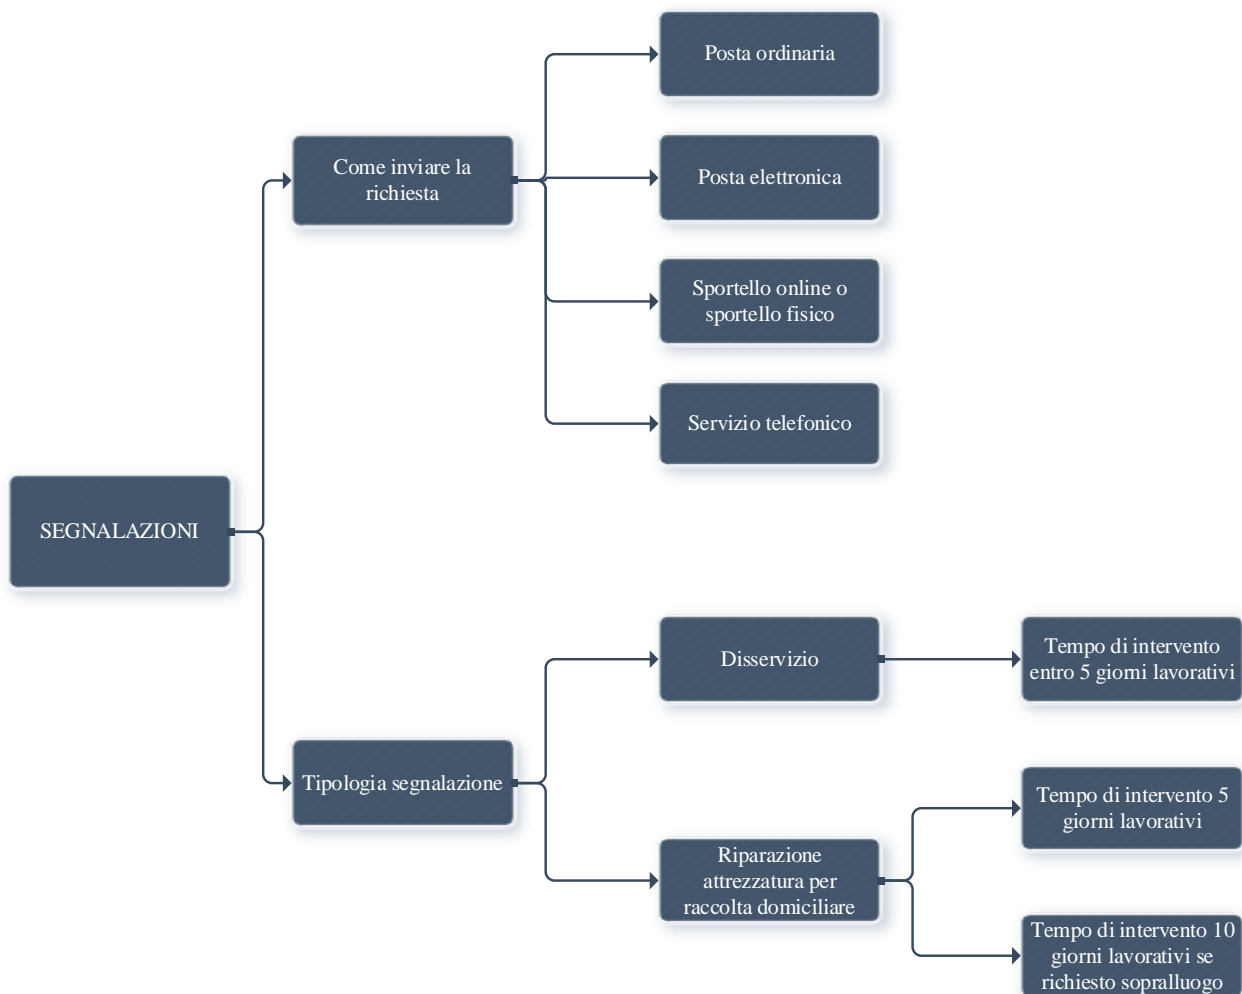 Posta ordinaria
Come inviare la
richiesta
Posta elettronica
Sportello online o
sportello fisico
Servizio telefonico
SEGNALAZIONI
Disservizio
Tempo di intervento
entro 5 giorni lavorativi
Tipologia segnalazione
Tempo di intervento 5
giorni lavorativi
Riparazione
attrezzatura per
raccolta domiciliare
Tempo di intervento 10
giorni lavorativi se
richiesto sopralluogo